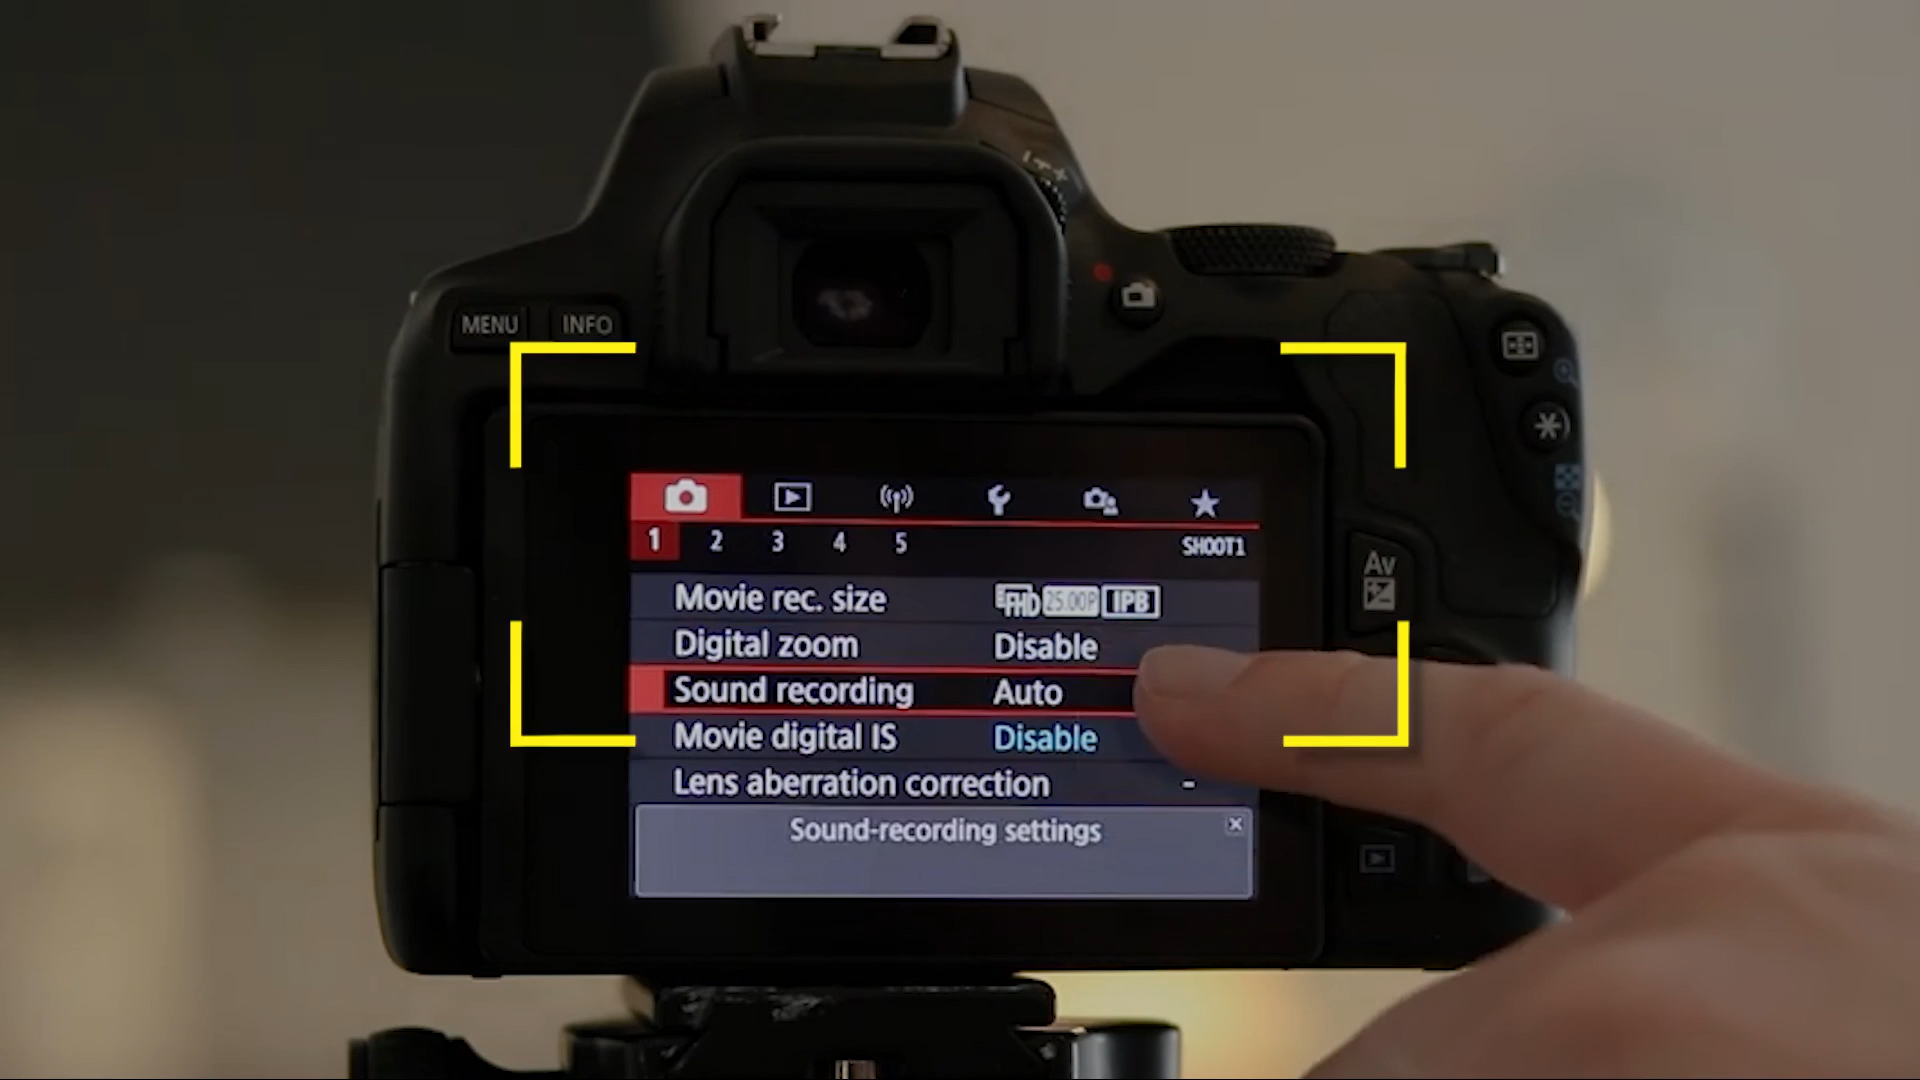 MENU INFO
1 2 3 4 5 SHOOT1
Movie rec. size FHD 25.00P IPB
Digital zoom Disable
Sound recording Auto
Movie digital IS Disable
Lens aberration correction -
Sound-recording settings
Av